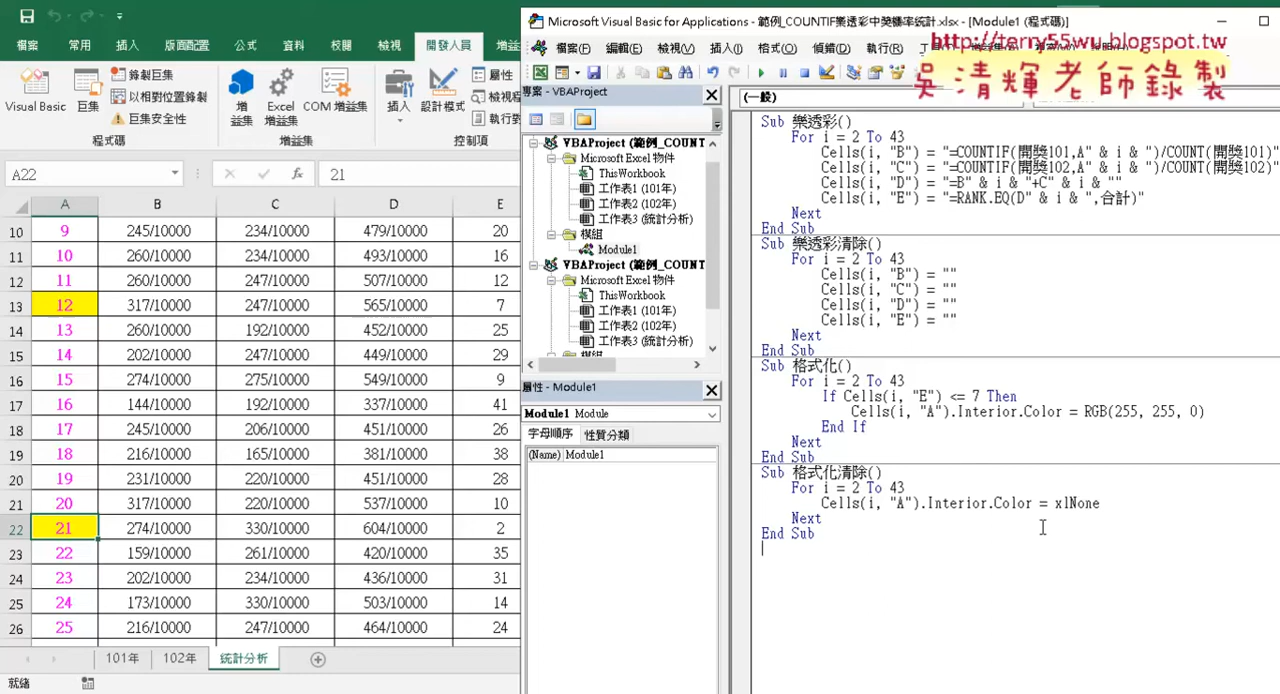 Microsoft Visual Basic for Applications - 範例_COUNTIF樂透彩中獎機率統計.xlsx - [Module1 (程式碼)]
http://terry55wu.blogspot.tw
吳清輝老師錄製
檔案 常用 插入 版面配置 公式 資料 校閱 檢視 開發人員 增益
檔案(F) 編輯(E) 檢視(V) 插入(I) 格式(O) 偵錯(D) 執行(R)
Visual Basic
巨集
錄製巨集
以相對位置錄製
巨集安全性
增益集
Excel 增益集
COM 增益集
插入
設計模式
屬性
檢視程
執行對
程式碼 增益集 控制項
A22 fx 21
A B C D E
10 9 245/10000 234/10000 479/10000 20
11 10 260/10000 234/10000 493/10000 16
12 11 260/10000 247/10000 507/10000 12
13 12 317/10000 247/10000 565/10000 7
14 13 260/10000 192/10000 452/10000 25
15 14 202/10000 247/10000 449/10000 29
16 15 274/10000 275/10000 549/10000 9
17 16 144/10000 192/10000 337/10000 41
18 17 245/10000 206/10000 451/10000 26
19 18 216/10000 165/10000 381/10000 38
20 19 231/10000 220/10000 451/10000 28
21 20 317/10000 220/10000 537/10000 10
22 21 274/10000 330/10000 604/10000 2
23 22 159/10000 261/10000 420/10000 35
24 23 202/10000 234/10000 436/10000 31
25 24 173/10000 330/10000 503/10000 14
26 25 216/10000 247/10000 464/10000 24
101年 102年 統計分析
就緒
專案 - VBAProject
VBAProject (範例_COUNT
Microsoft Excel 物件
ThisWorkbook
工作表1 (101年)
工作表2 (102年)
工作表3 (統計分析)
模組
Module1
VBAProject (範例_COUNT
Microsoft Excel 物件
ThisWorkbook
工作表1 (101年)
工作表2 (102年)
工作表3 (統計分析)
屬性 - Module1
Module1 Module
字母順序 性質分類
(Name) Module1
(一般)
Sub 樂透彩()
For i = 2 To 43
Cells(i, "B") = "=COUNTIF(開獎101,A" & i & ")/COUNT(開獎101)"
Cells(i, "C") = "=COUNTIF(開獎102,A" & i & ")/COUNT(開獎102)"
Cells(i, "D") = "=B" & i & "+C" & i & ""
Cells(i, "E") = "=RANK.EQ(D" & i & ",合計)"
Next
End Sub
Sub 樂透彩清除()
For i = 2 To 43
Cells(i, "B") = ""
Cells(i, "C") = ""
Cells(i, "D") = ""
Cells(i, "E") = ""
Next
End Sub
Sub 格式化()
For i = 2 To 43
If Cells(i, "E") <= 7 Then
Cells(i, "A").Interior.Color = RGB(255, 255, 0)
End If
Next
End Sub
Sub 格式化清除()
For i = 2 To 43
Cells(i, "A").Interior.Color = xlNone
Next
End Sub